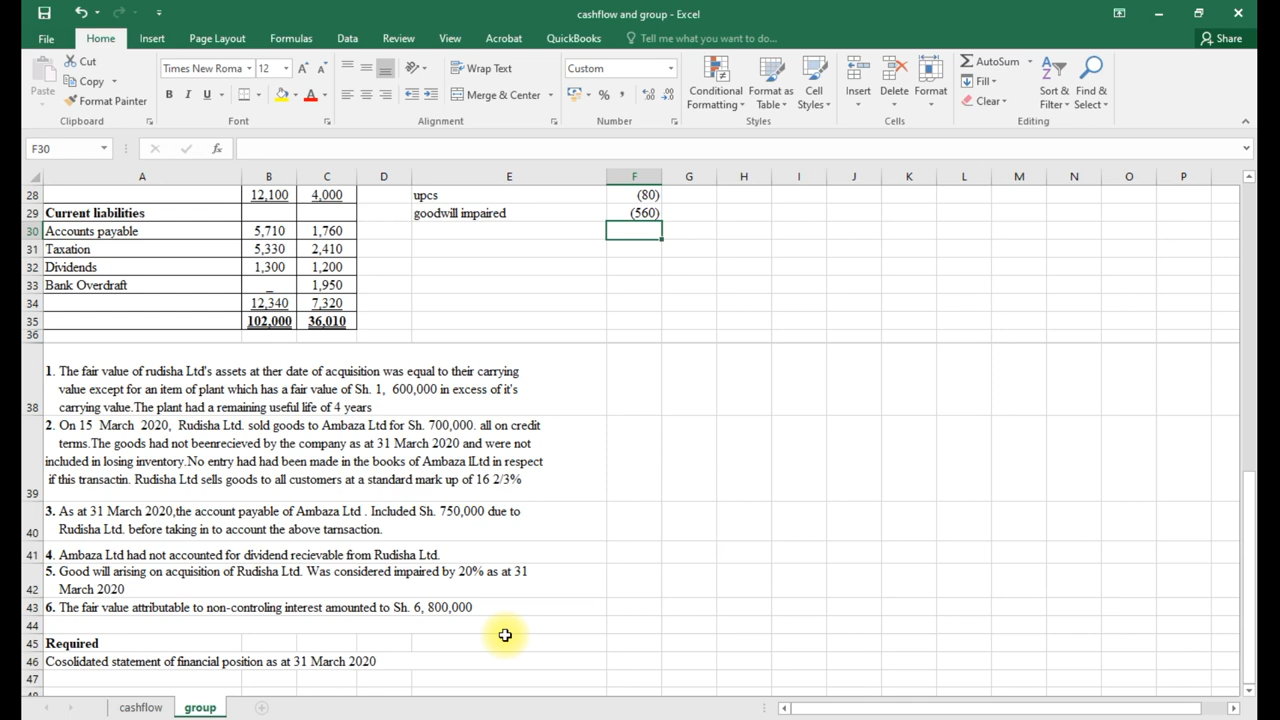 cashflow and group - Excel
File Home Insert Page Layout Formulas Data Review View Acrobat QuickBooks Tell me what you want to do... Share
Paste
Cut
Copy
Format Painter
Clipboard
Times New Roma 12
B I U
Font
Wrap Text
Merge & Center
Alignment
Custom
Number
Conditional Formatting
Format as Table
Cell Styles
Styles
Insert Delete Format
Cells
AutoSum
Fill
Clear
Sort & Filter
Find & Select
Editing
F30 fx
A B C D E F G H I J K L M N O P
28 12,100 4,000 upcs (80)
29 Current liabilities goodwill impaired (560)
30 Accounts payable 5,710 1,760
31 Taxation 5,330 2,410
32 Dividends 1,300 1,200
33 Bank Overdraft _ 1,950
34 12,340 7,320
35 102,000 36,010
36
1. The fair value of rudisha Ltd's assets at ther date of acquisition was equal to their carrying
value except for an item of plant which has a fair value of Sh. 1, 600,000 in excess of it's
38 carrying value.The plant had a remaining useful life of 4 years
2. On 15 March 2020, Rudisha Ltd. sold goods to Ambaza Ltd for Sh. 700,000. all on credit
terms.The goods had not beenrecieved by the company as at 31 March 2020 and were not
included in losing inventory.No entry had had been made in the books of Ambaza lLtd in respect
if this transactin. Rudisha Ltd sells goods to all customers at a standard mark up of 16 2/3%
39
3. As at 31 March 2020,the account payable of Ambaza Ltd . Included Sh. 750,000 due to
40 Rudisha Ltd. before taking in to account the above tarnsaction.
41 4. Ambaza Ltd had not accounted for dividend recievable from Rudisha Ltd.
5. Good will arising on acquisition of Rudisha Ltd. Was considered impaired by 20% as at 31
42 March 2020
43 6. The fair value attributable to non-controling interest amounted to Sh. 6, 800,000
44
45 Required
46 Cosolidated statement of financial position as at 31 March 2020
47
48
cashflow group